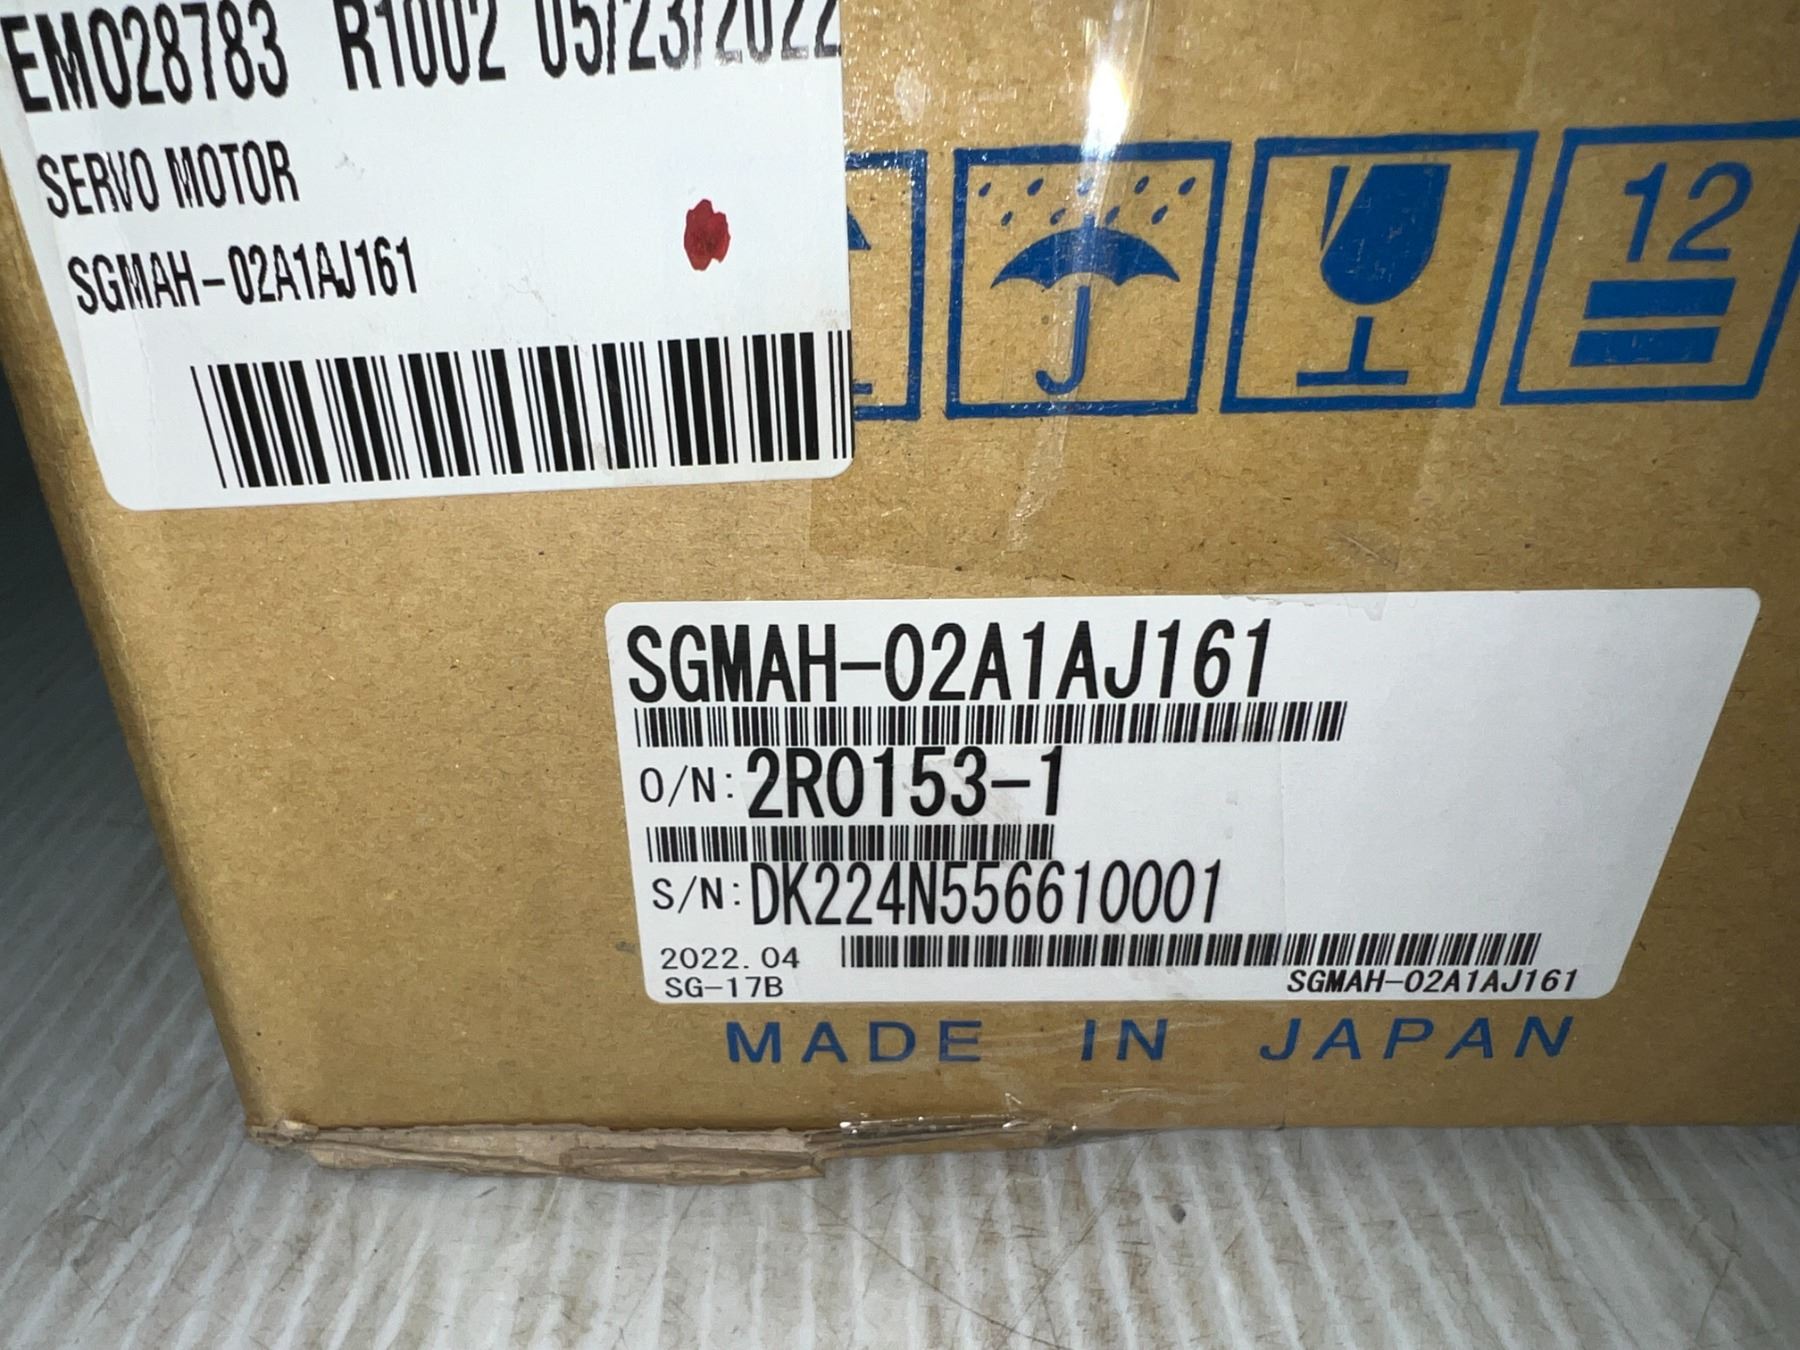 EM028783 R1002 05/23/2022
SERVO MOTOR
SGMAH-02A1AJ161
12
SGMAH-02A1AJ161
O/N: 2R0153-1
S/N: DK224N556610001
2022.04
SG-17B
SGMAH-02A1AJ161
MADE IN JAPAN